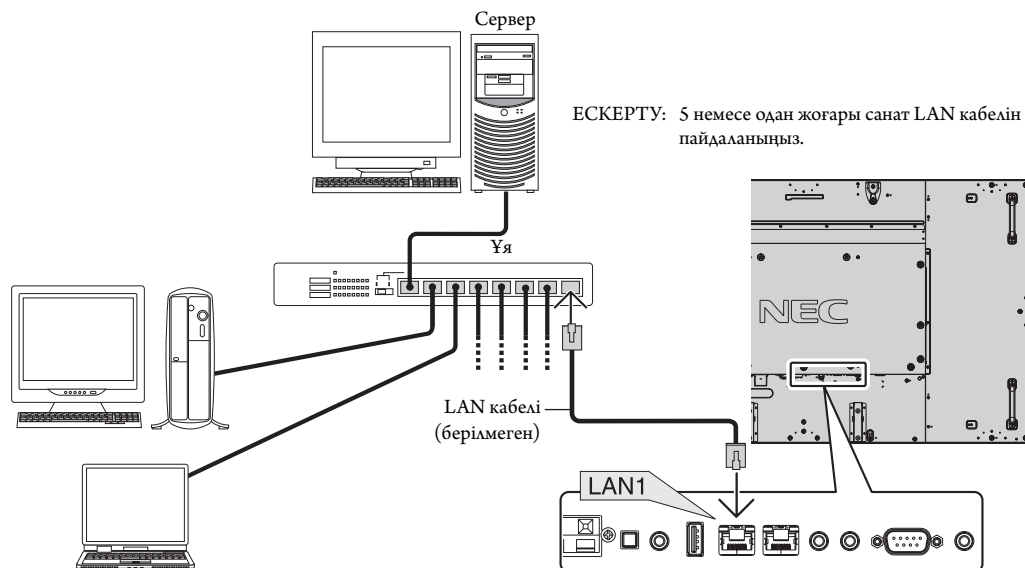 Сервер
ЕСКЕРТУ: 5 немесе одан жоғары санат LAN кабелін
пайдаланыңыз.
Ұя
NEC
LAN кабелі
(берілмеген)
LAN1